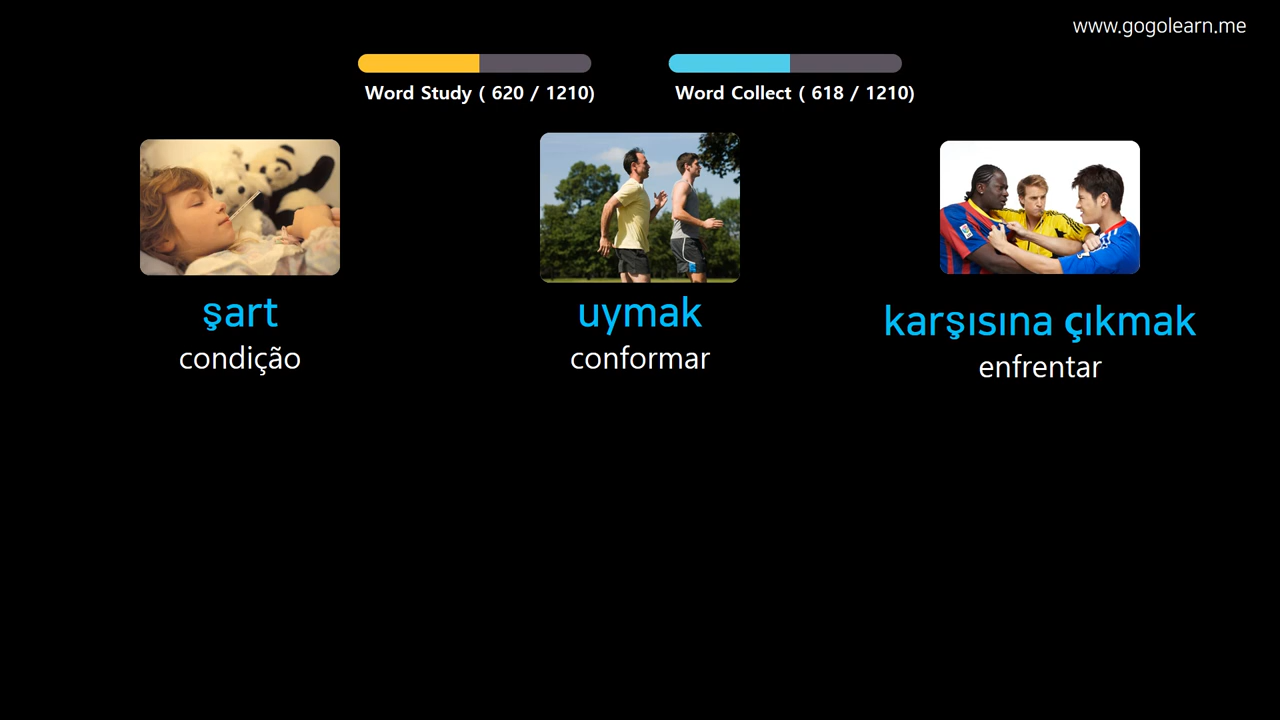 www.gogolearn.me
Word Study ( 620 / 1210)
Word Collect ( 618 / 1210)
şart
condição
uymak
conformar
karşısına çıkmak
enfrentar